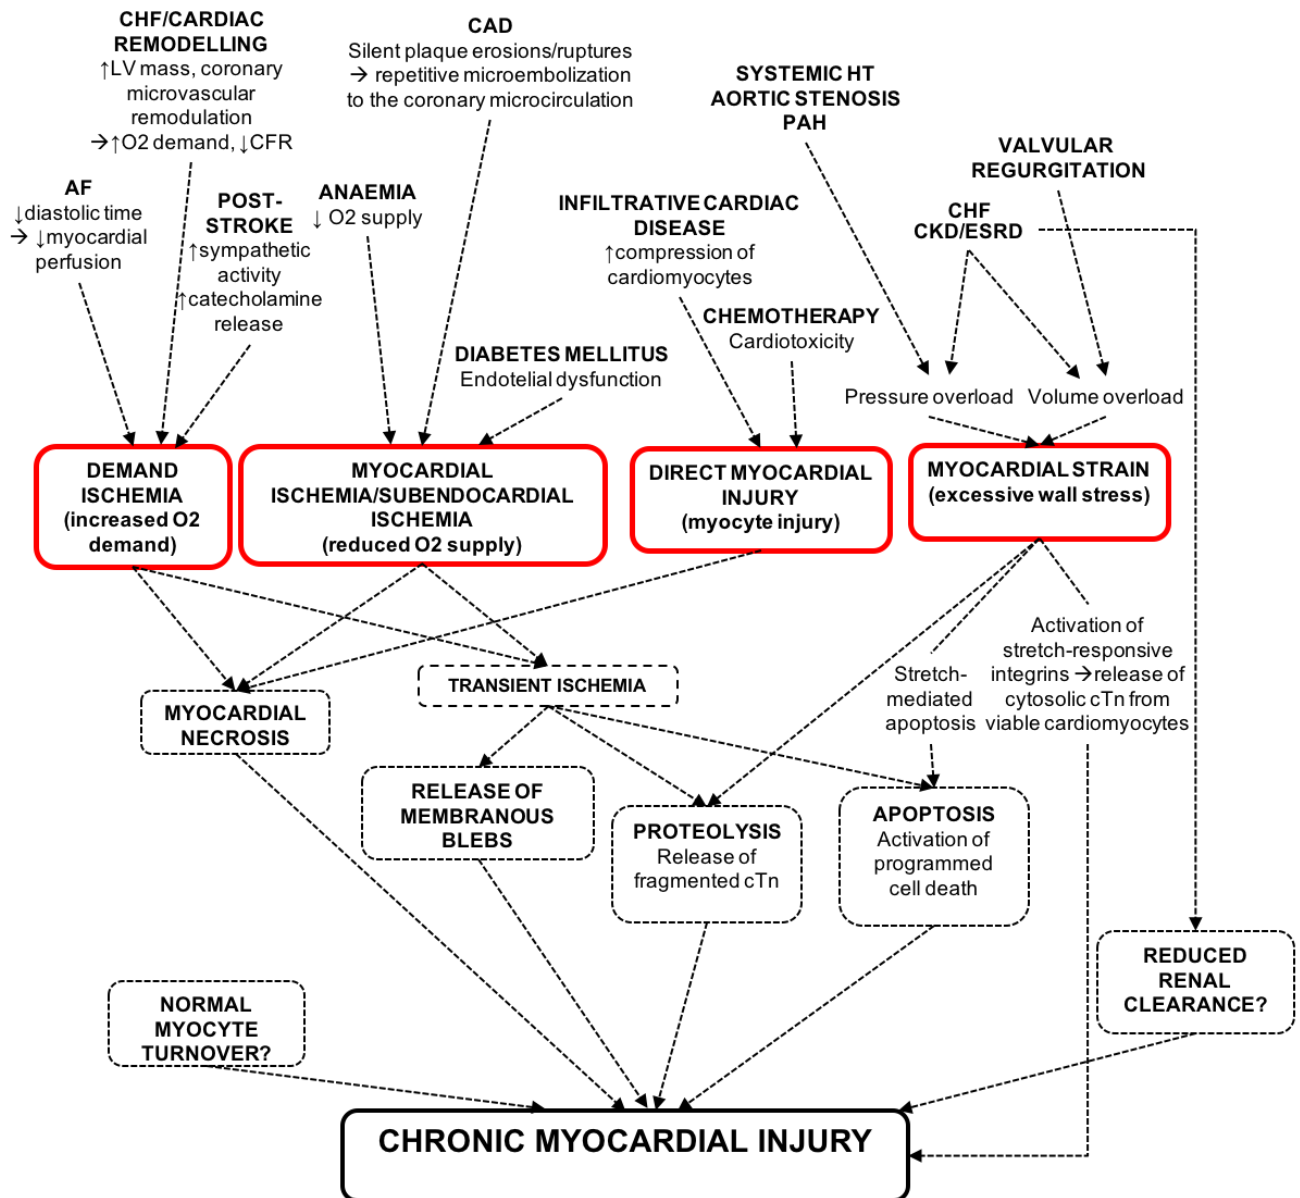 CHF/CARDIAC
REMODELLING
↑LV mass, coronary
microvascular
remodulation
→↑O2 demand, ↓CFR
CAD
Silent plaque erosions/ruptures
→ repetitive microembolization
to the coronary microcirculation
SYSTEMIC HT
AORTIC STENOSIS
PAH
VALVULAR
REGURGITATION
AF
↓diastolic time
→ ↓myocardial
perfusion
POST-
STROKE
↑sympathetic
activity
↑catecholamine
release
ANAEMIA
↓ O2 supply
INFILTRATIVE CARDIAC
DISEASE
↑compression of
cardiomyocytes
CHF
CKD/ESRD
CHEMOTHERAPY
Cardiotoxicity
DIABETES MELLITUS
Endotelial dysfunction
Pressure overload
Volume overload
DEMAND
ISCHEMIA
(increased O2
demand)
MYOCARDIAL
ISCHEMIA/SUBENDOCARDIAL
ISCHEMIA
(reduced O2 supply)
DIRECT MYOCARDIAL
INJURY
(myocyte injury)
MYOCARDIAL STRAIN
(excessive wall stress)
MYOCARDIAL
NECROSIS
TRANSIENT ISCHEMIA
Stretch-
mediated
apoptosis
Activation of
stretch-responsive
integrins →release of
cytosolic cTn from
viable cardiomyocytes
RELEASE OF
MEMBRANOUS
BLEBS
PROTEOLYSIS
Release of
fragmented cTn
APOPTOSIS
Activation of
programmed
cell death
REDUCED
RENAL
CLEARANCE?
NORMAL
MYOCYTE
TURNOVER?
CHRONIC MYOCARDIAL INJURY